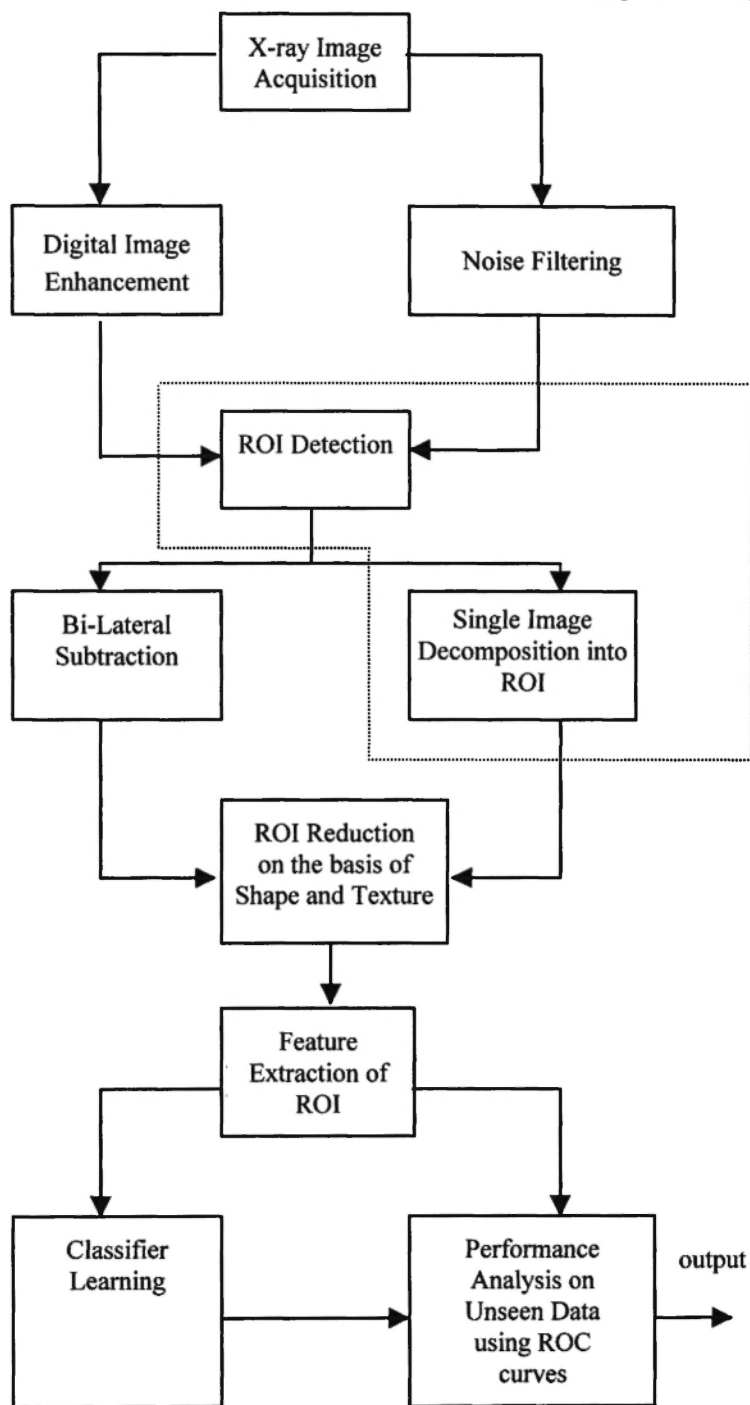 X-ray Image
Acquisition
Digital Image
Enhancement
Noise Filtering
ROI Detection
Bi-Lateral
Subtraction
Single Image
Decomposition into
ROI
ROI Reduction
on the basis of
Shape and Texture
Feature
Extraction of
ROI
Classifier
Learning
Performance
Analysis on
Unseen Data
using ROC
curves
output